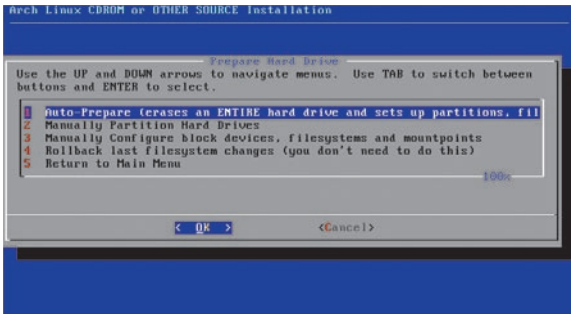 Arch Linux CDROM or OTHER SOURCE Installation
Prepare Hard Drive
Use the UP and DOWN arrows to navigate menus.  Use TAB to switch between
buttons and ENTER to select.
1 Auto-Prepare (erases an ENTIRE hard drive and sets up partitions, fil
2 Manually Partition Hard Drives
3 Manually Configure block devices, filesystems and mountpoints
4 Rollback last filesystem changes (you don't need to do this)
5 Return to Main Menu
100%
< OK > <Cancel>